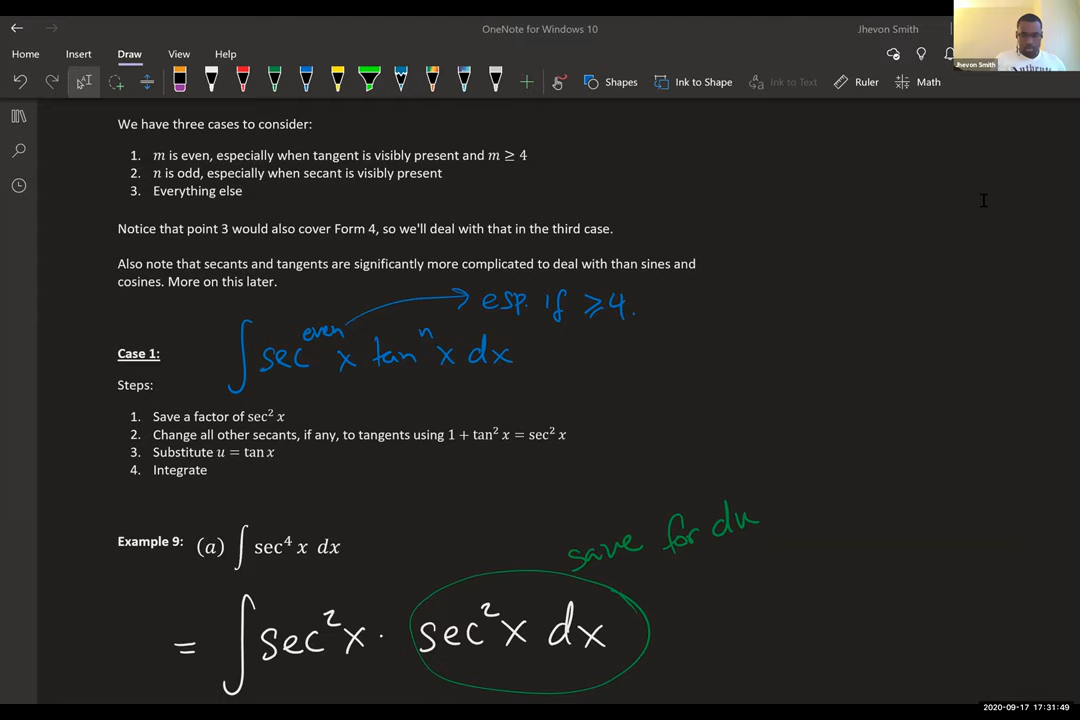 OneNote for Windows 10
Jhevon Smith
Home Insert Draw View Help
Shapes Ink to Shape Ink to Text Ruler Math
Jhevon Smith
We have three cases to consider:
1. m is even, especially when tangent is visibly present and m ≥ 4
2. n is odd, especially when secant is visibly present
3. Everything else
Notice that point 3 would also cover Form 4, so we'll deal with that in the third case.
Also note that secants and tangents are significantly more complicated to deal with than sines and
cosines. More on this later.
→ esp. if ≥4.
Case 1: ∫ sec^even x tan^n x dx
Steps:
1. Save a factor of sec² x
2. Change all other secants, if any, to tangents using 1 + tan² x = sec² x
3. Substitute u = tan x
4. Integrate
save for du
Example 9: (a) ∫ sec⁴ x dx
= ∫ sec²x · sec²x dx
2020-09-17 17:31:49